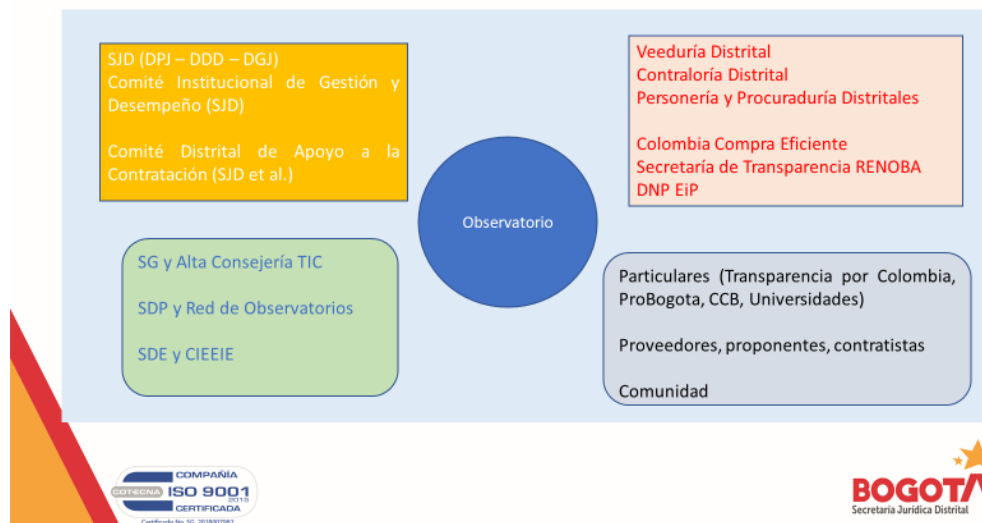 SJD (DPJ – DDD – DGJ)
Comité Institucional de Gestión y
Desempeño (SJD)
Comité Distrital de Apoyo a la
Contratación (SJD et al.)
Veeduría Distrital
Contraloría Distrital
Personería y Procuraduría Distritales
Colombia Compra Eficiente
Secretaría de Transparencia RENOBA
DNP EiP
Observatorio
SG y Alta Consejería TIC
SDP y Red de Observatorios
SDE y CIEEIE
Particulares (Transparencia por Colombia,
ProBogota, CCB, Universidades)
Proveedores, proponentes, contratistas
Comunidad
COMPAÑÍA
COTECNA ISO 9001
2015
CERTIFICADA
BOGOTÁ
Secretaría Jurídica Distrital